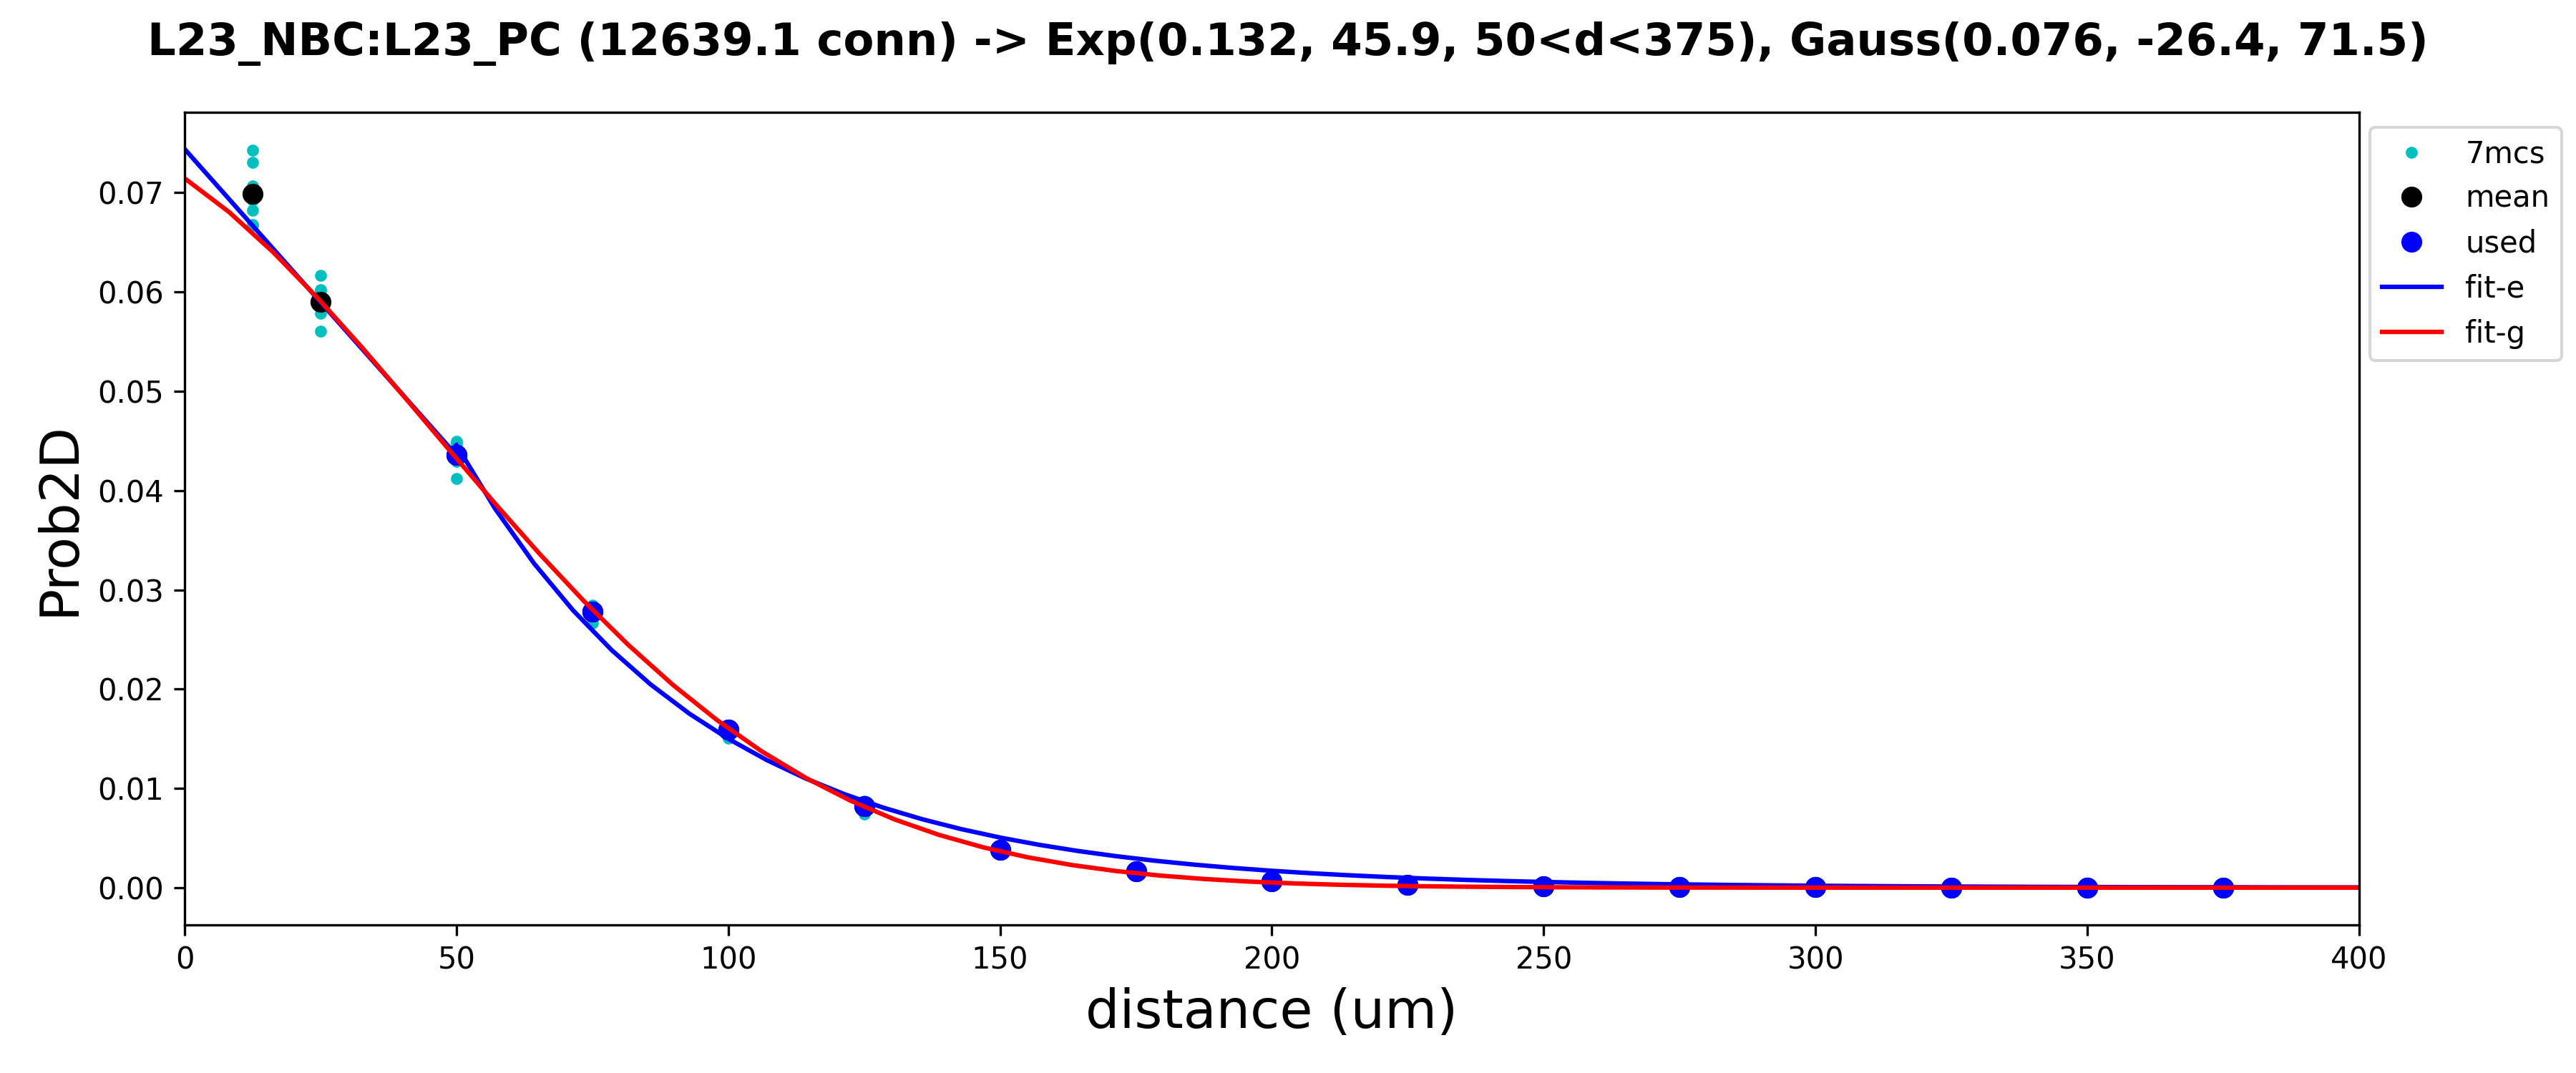 L23_NBC:L23_PC (12639.1 conn) -> Exp(0.132, 45.9, 50<d<375), Gauss(0.076, -26.4, 71.5)
7mcs
mean
used
fit-e
fit-g
Prob2D
0.07
0.06
0.05
0.04
0.03
0.02
0.01
0.00
0 50 100 150 200 250 300 350 400
distance (um)